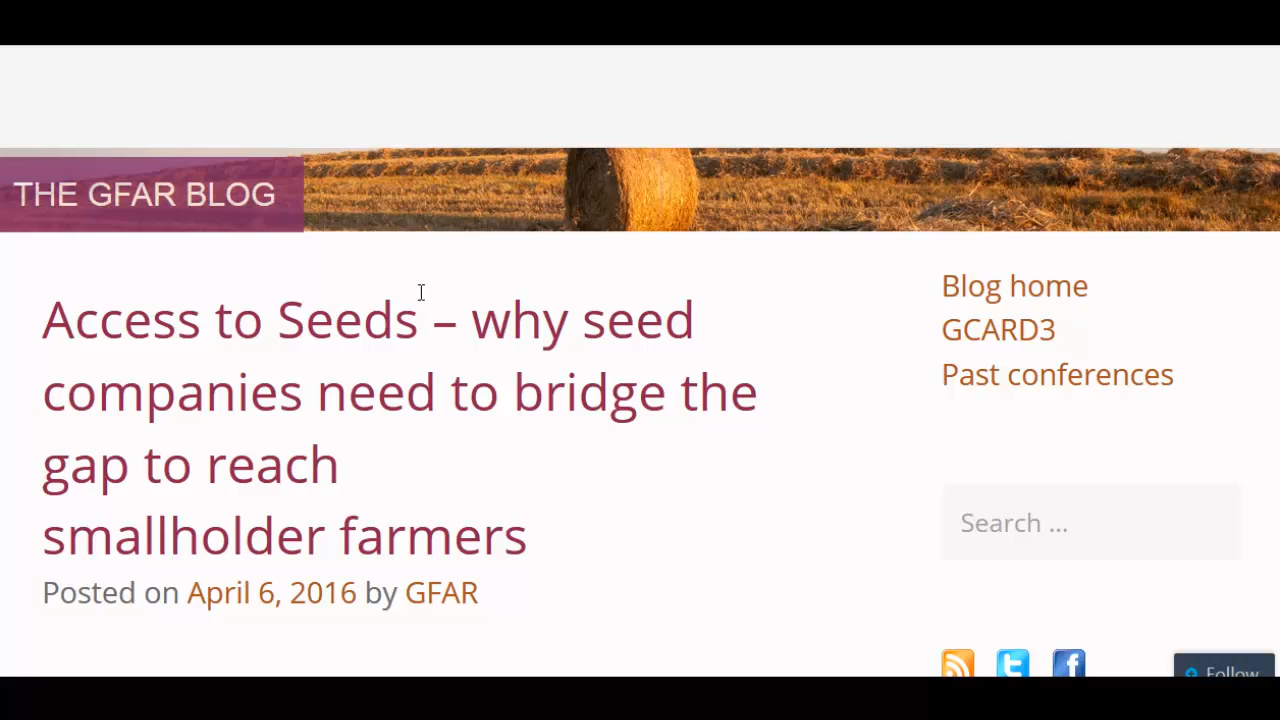 THE GFAR BLOG
Access to Seeds – why seed
companies need to bridge the
gap to reach
smallholder farmers
Posted on April 6, 2016 by GFAR
Blog home
GCARD3
Past conferences
Search ...
Follow